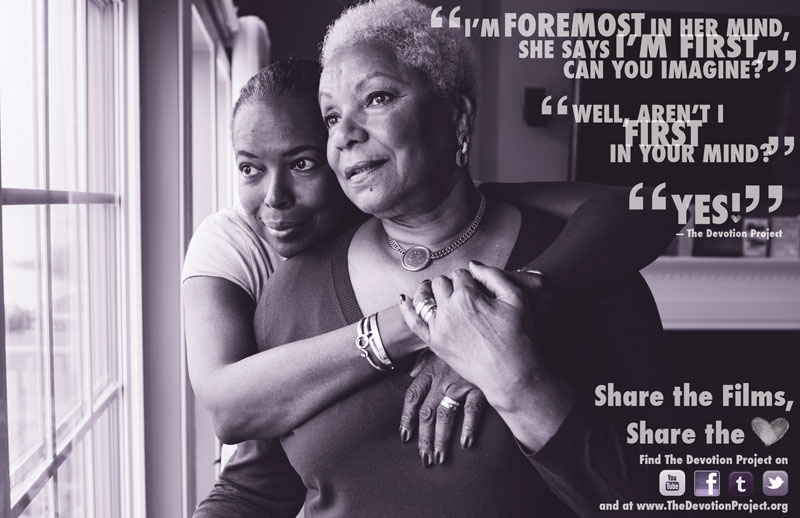 “I’M FOREMOST IN HER MIND,
SHE SAYS I’M FIRST,
CAN YOU IMAGINE?”
“WELL, AREN’T I
FIRST
IN YOUR MIND?”
“YES!”
— The Devotion Project
Share the Films,
Share the
Find The Devotion Project on
You Tube f t
and at www.TheDevotionProject.org